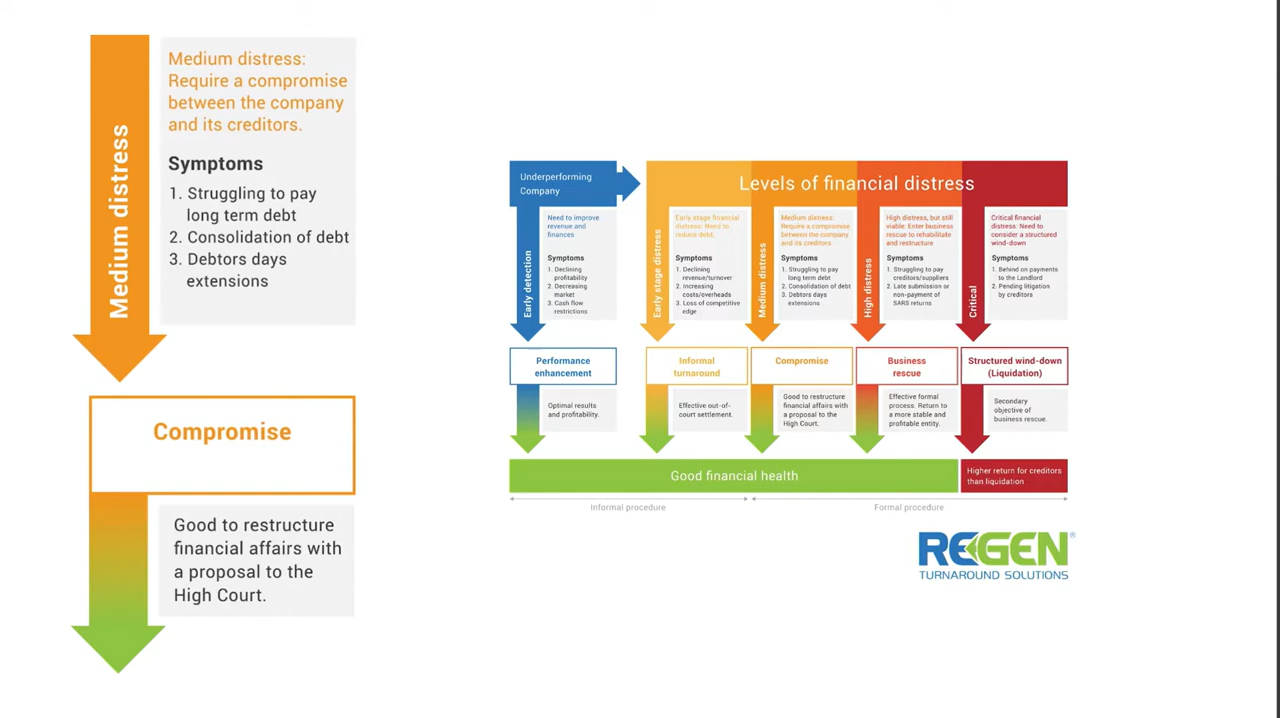 Medium distress
Medium distress:
Require a compromise
between the company
and its creditors.
Symptoms
1. Struggling to pay
long term debt
2. Consolidation of debt
3. Debtors days
extensions
Compromise
Good to restructure
financial affairs with
a proposal to the
High Court.
Underperforming
Company
Levels of financial distress
Early detection
Need to improve
revenue and
finances
Symptoms
1. Declining
profitability
2. Decreasing
market
3. Cash flow
restrictions
Early stage distress
Early stage financial
distress: Need to
reduce debt.
Symptoms
1. Declining
revenue/turnover
2. Increasing
costs/overheads
3. Loss of competitive
edge
Medium distress
Medium distress:
Require a compromise
between the company
and its creditors.
Symptoms
1. Struggling to pay
long term debt
2. Consolidation of debt
3. Debtors days
extensions
High distress
High distress, but still
viable: Enter business
rescue to rehabilitate
and restructure
Symptoms
1. Struggling to pay
creditors/suppliers
2. Late submission or
non-payment of
SARS returns
Critical
Critical financial
distress: Need to
consider a structured
wind-down
Symptoms
1. Behind on payments
to the Landlord
2. Pending litigation
by creditors
Performance
enhancement
Informal
turnaround
Compromise
Business
rescue
Structured wind-down
(Liquidation)
Optimal results
and profitability.
Effective out-of-
court settlement.
Good to restructure
financial affairs with
a proposal to the
High Court.
Effective formal
process. Return to
a more stable and
profitable entity.
Secondary
objective of
business rescue.
Good financial health
Higher return for creditors
than liquidation
Informal procedure
Formal procedure
REGEN®
TURNAROUND SOLUTIONS